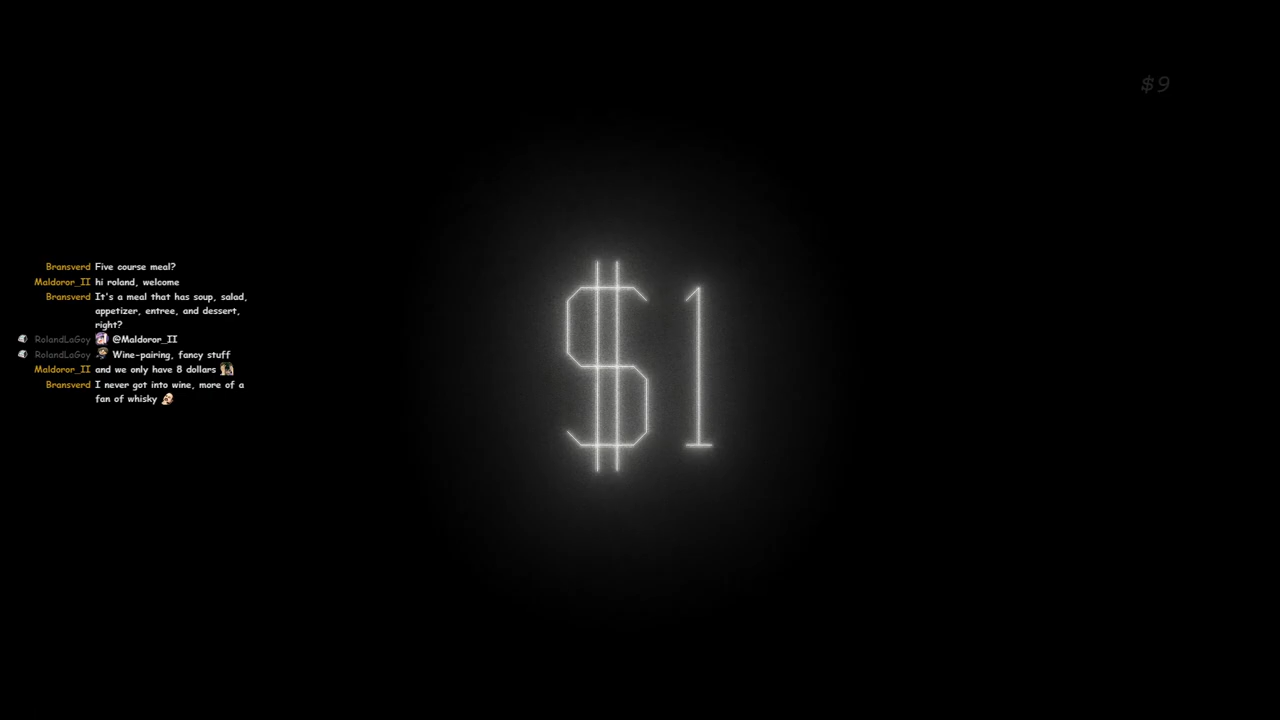 $9
$1
Bransverd Five course meal?
Maldoror_II hi roland, welcome
Bransverd It's a meal that has soup, salad,
appetizer, entree, and dessert,
right?
RolandLaGoy @Maldoror_II
RolandLaGoy Wine-pairing, fancy stuff
Maldoror_II and we only have 8 dollars
Bransverd I never got into wine, more of a
fan of whisky